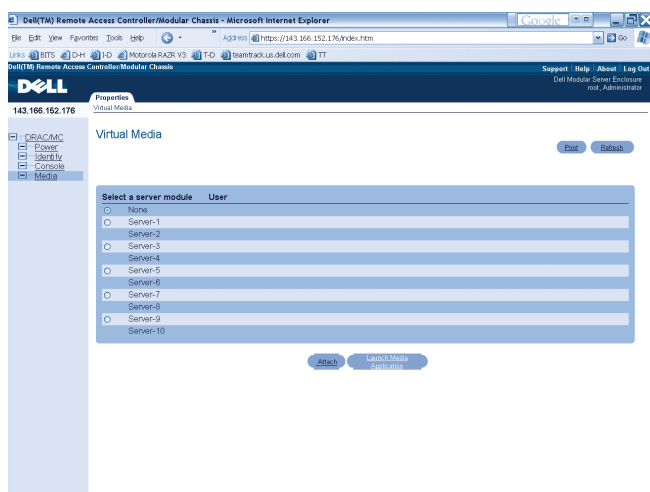 Dell(TM) Remote Access Controller/Modular Chassis - Microsoft Internet Explorer
Google
File Edit View Favorites Tools Help » Address https://143.166.152.176/index.htm Go
Links BITS D-H I-D Motorola RAZR V3 T-D teamtrack.us.dell.com TT
Dell(TM) Remote Access Controller/Modular Chassis
Support Help About Log Out
DELL
Dell Modular Server Enclosure
root, Administrator
Properties
143.166.152.176
Virtual Media
DRAC/MC
Power
Identify
Console
Media
Virtual Media
Print Refresh
Select a server module User
None
Server-1
Server-2
Server-3
Server-4
Server-5
Server-6
Server-7
Server-8
Server-9
Server-10
Attach
Launch Media
Application